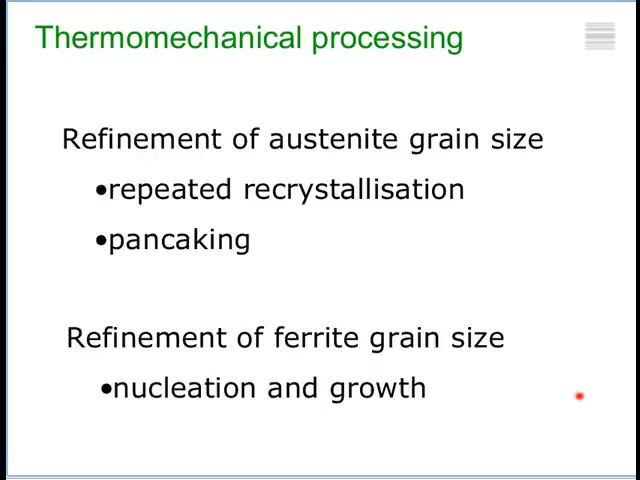 Thermomechanical processing
Refinement of austenite grain size
•repeated recrystallisation
•pancaking
Refinement of ferrite grain size
•nucleation and growth